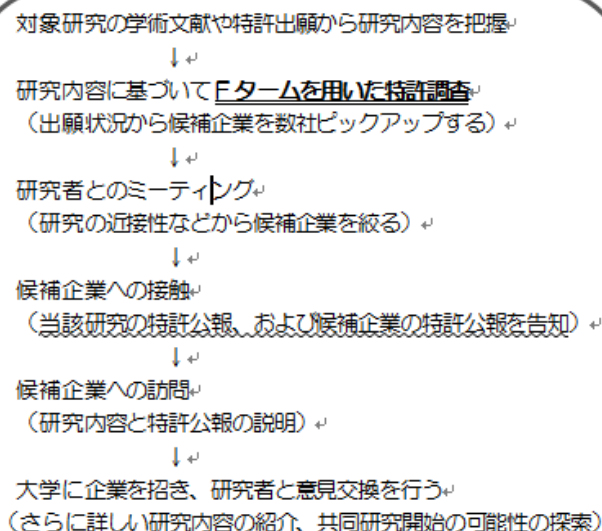 対象研究の学術文献や特許出願から研究内容を把握↵
↓↵
研究内容に基づいてFタームを用いた特許調査↵
（出願状況から候補企業を数社ピックアップする）↵
↓↵
研究者とのミーティング↵
（研究の近接性などから候補企業を絞る）↵
↓↵
候補企業への接触↵
（当該研究の特許公報、および候補企業の特許公報を告知）↵
↓↵
候補企業への訪問↵
（研究内容と特許公報の説明）↵
↓↵
大学に企業を招き、研究者と意見交換を行う↵
（さらに詳しい研究内容の紹介、共同研究開始の可能性の探索）